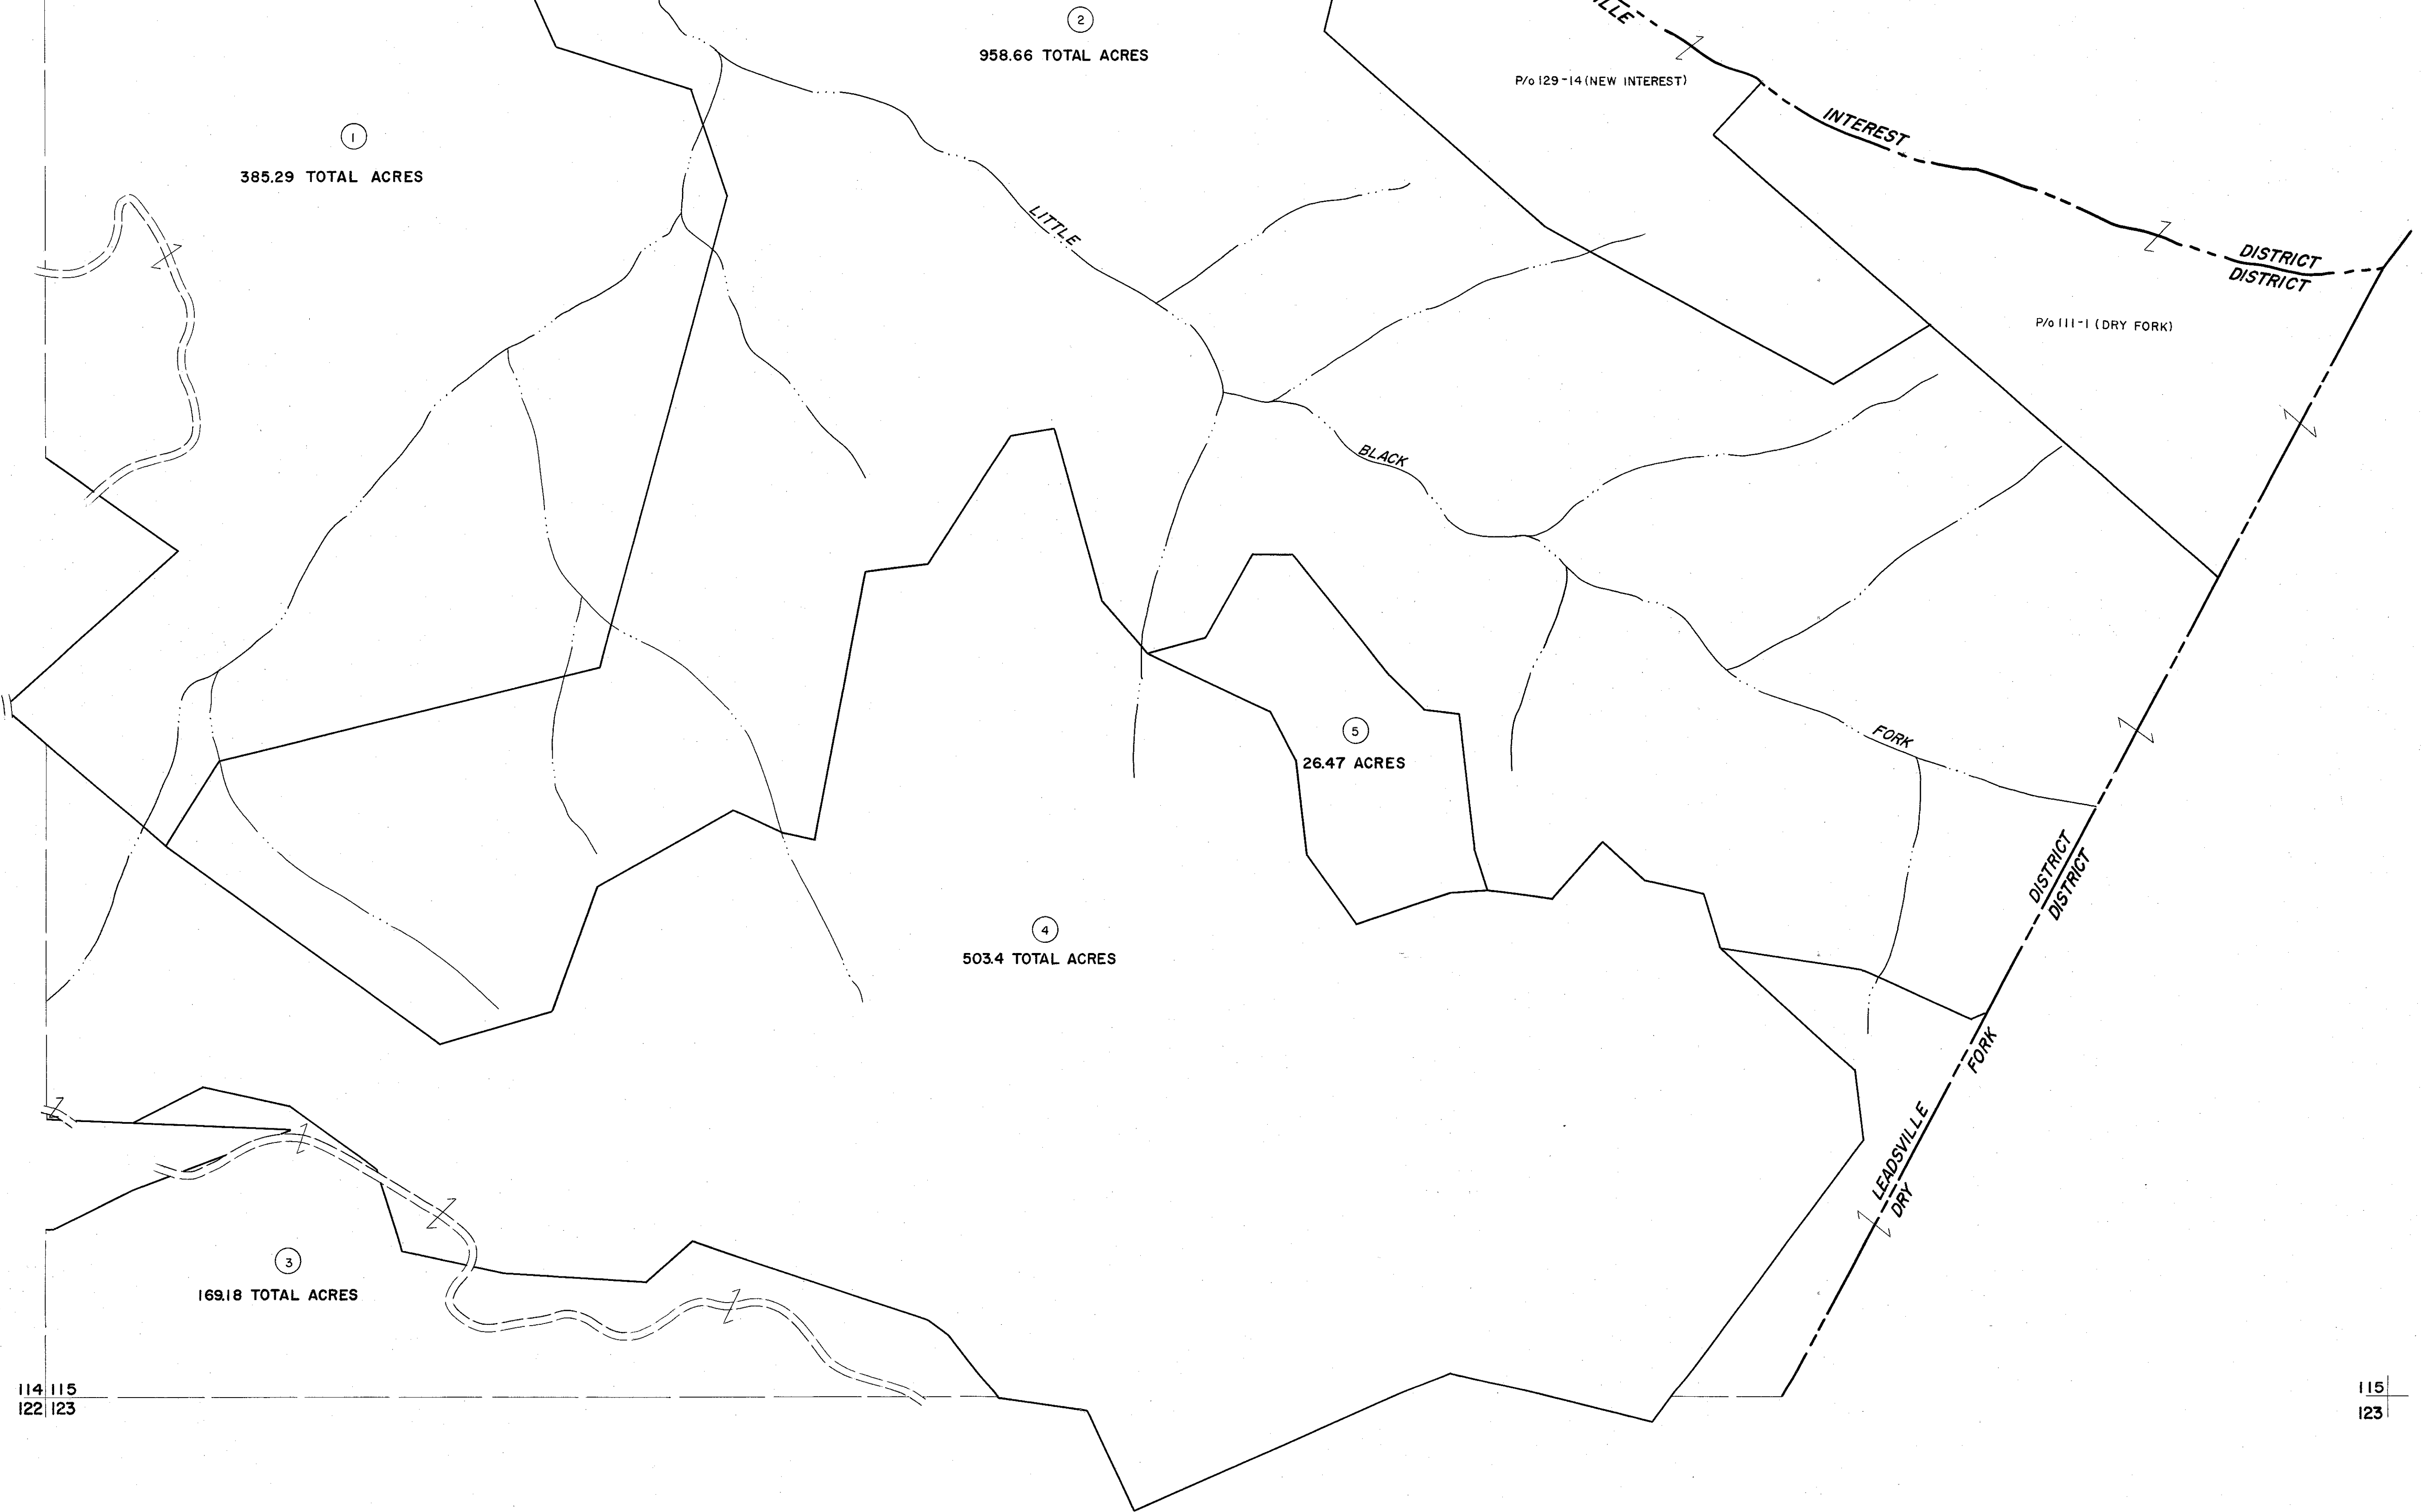 2
958.66 TOTAL ACRES
P/o 129-14 (NEW INTEREST)
INTEREST
1
385.29 TOTAL ACRES
LITTLE
DISTRICT
DISTRICT
P/o 111-1 (DRY FORK)
BLACK
5
26.47 ACRES
FORK
DISTRICT
DISTRICT
4
503.4 TOTAL ACRES
FORK
LEADSVILLE
DRY
3
169.18 TOTAL ACRES
114 115
122 123
115
123